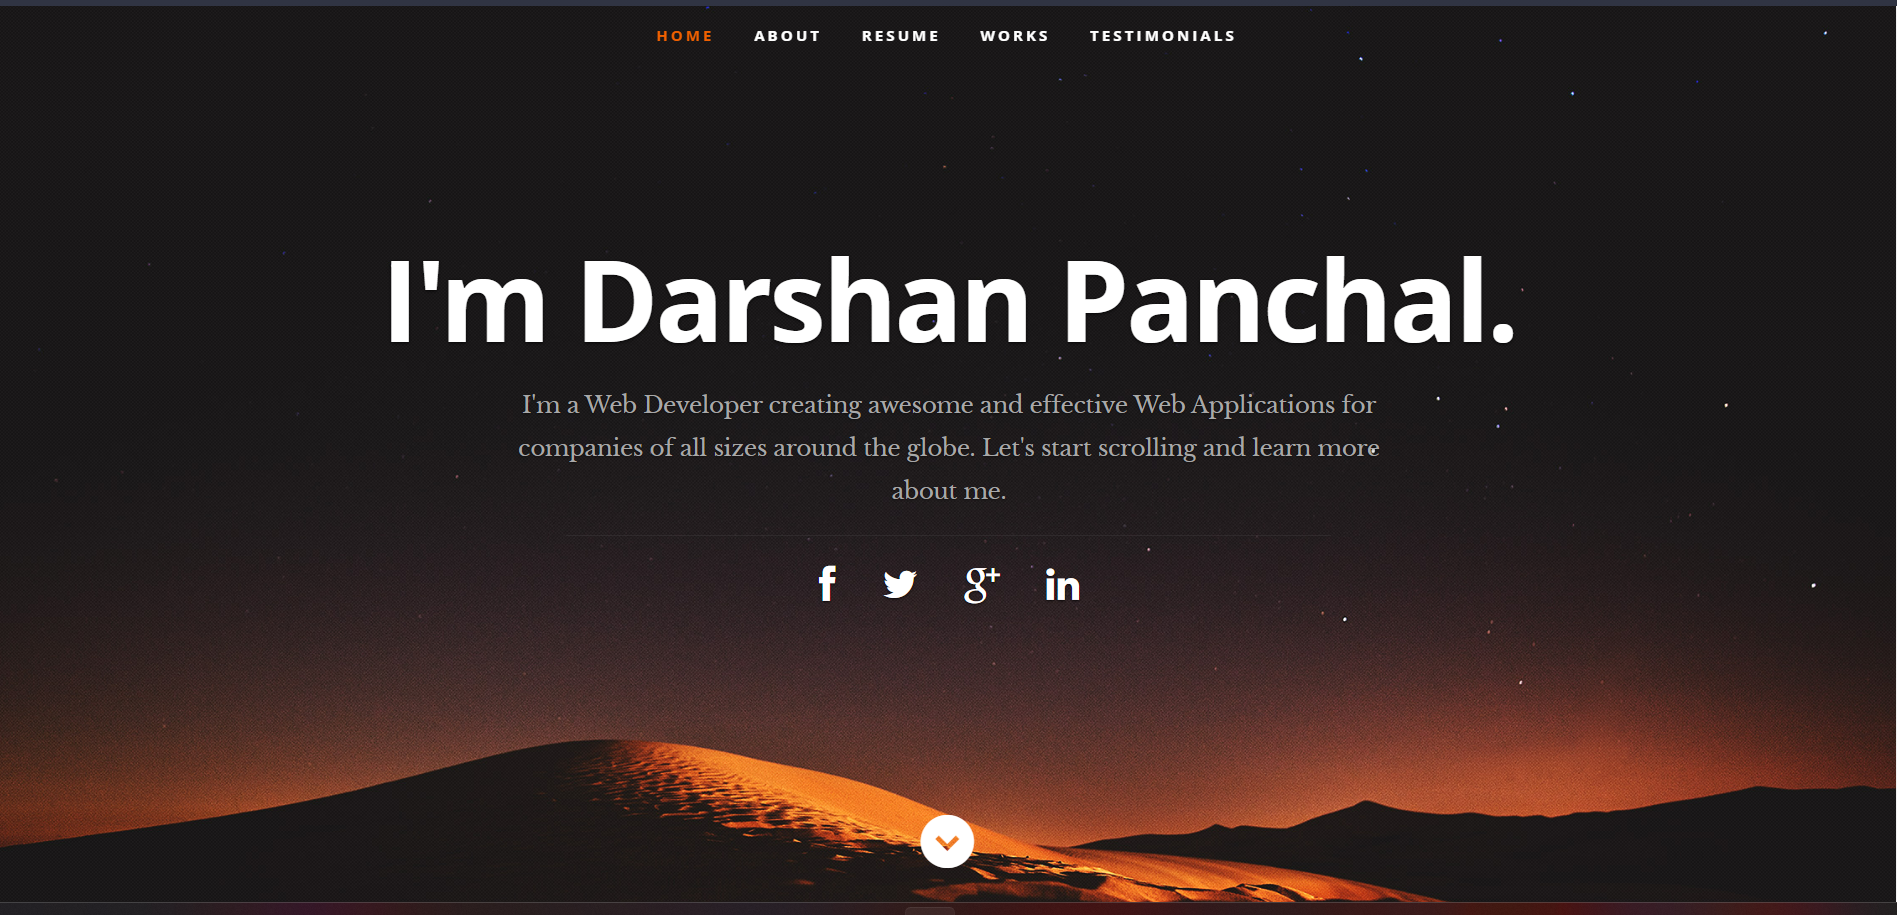 HOME ABOUT RESUME WORKS TESTIMONIALS
I'm Darshan Panchal.
I'm a Web Developer creating awesome and effective Web Applications for
companies of all sizes around the globe. Let's start scrolling and learn more
about me.